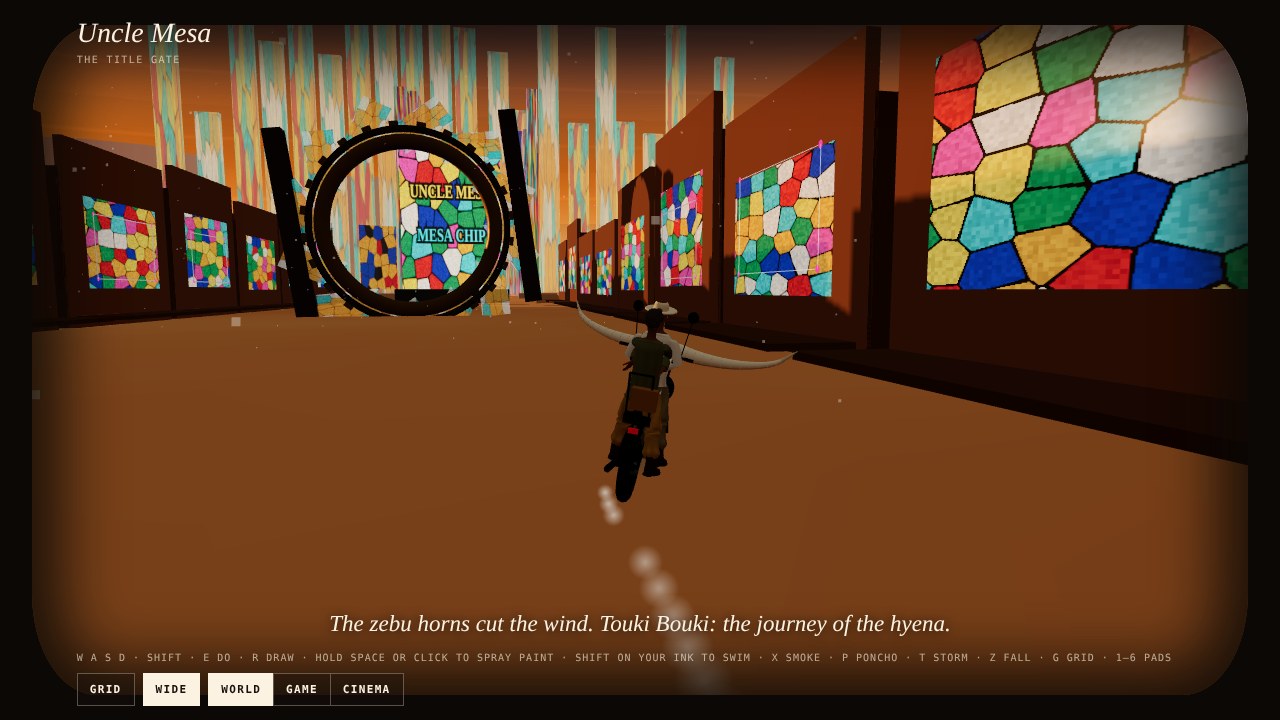 Uncle Mesa
THE TITLE GATE
UNCLE MES
MESA CHIP
The zebu horns cut the wind. Touki Bouki: the journey of the hyena.
W A S D · SHIFT · E DO · R DRAW · HOLD SPACE OR CLICK TO SPRAY PAINT · SHIFT ON YOUR INK TO SWIM · X SMOKE · P PONCHO · T STORM · Z FALL · G GRID · 1–6 PADS
GRID WIDE WORLD GAME CINEMA